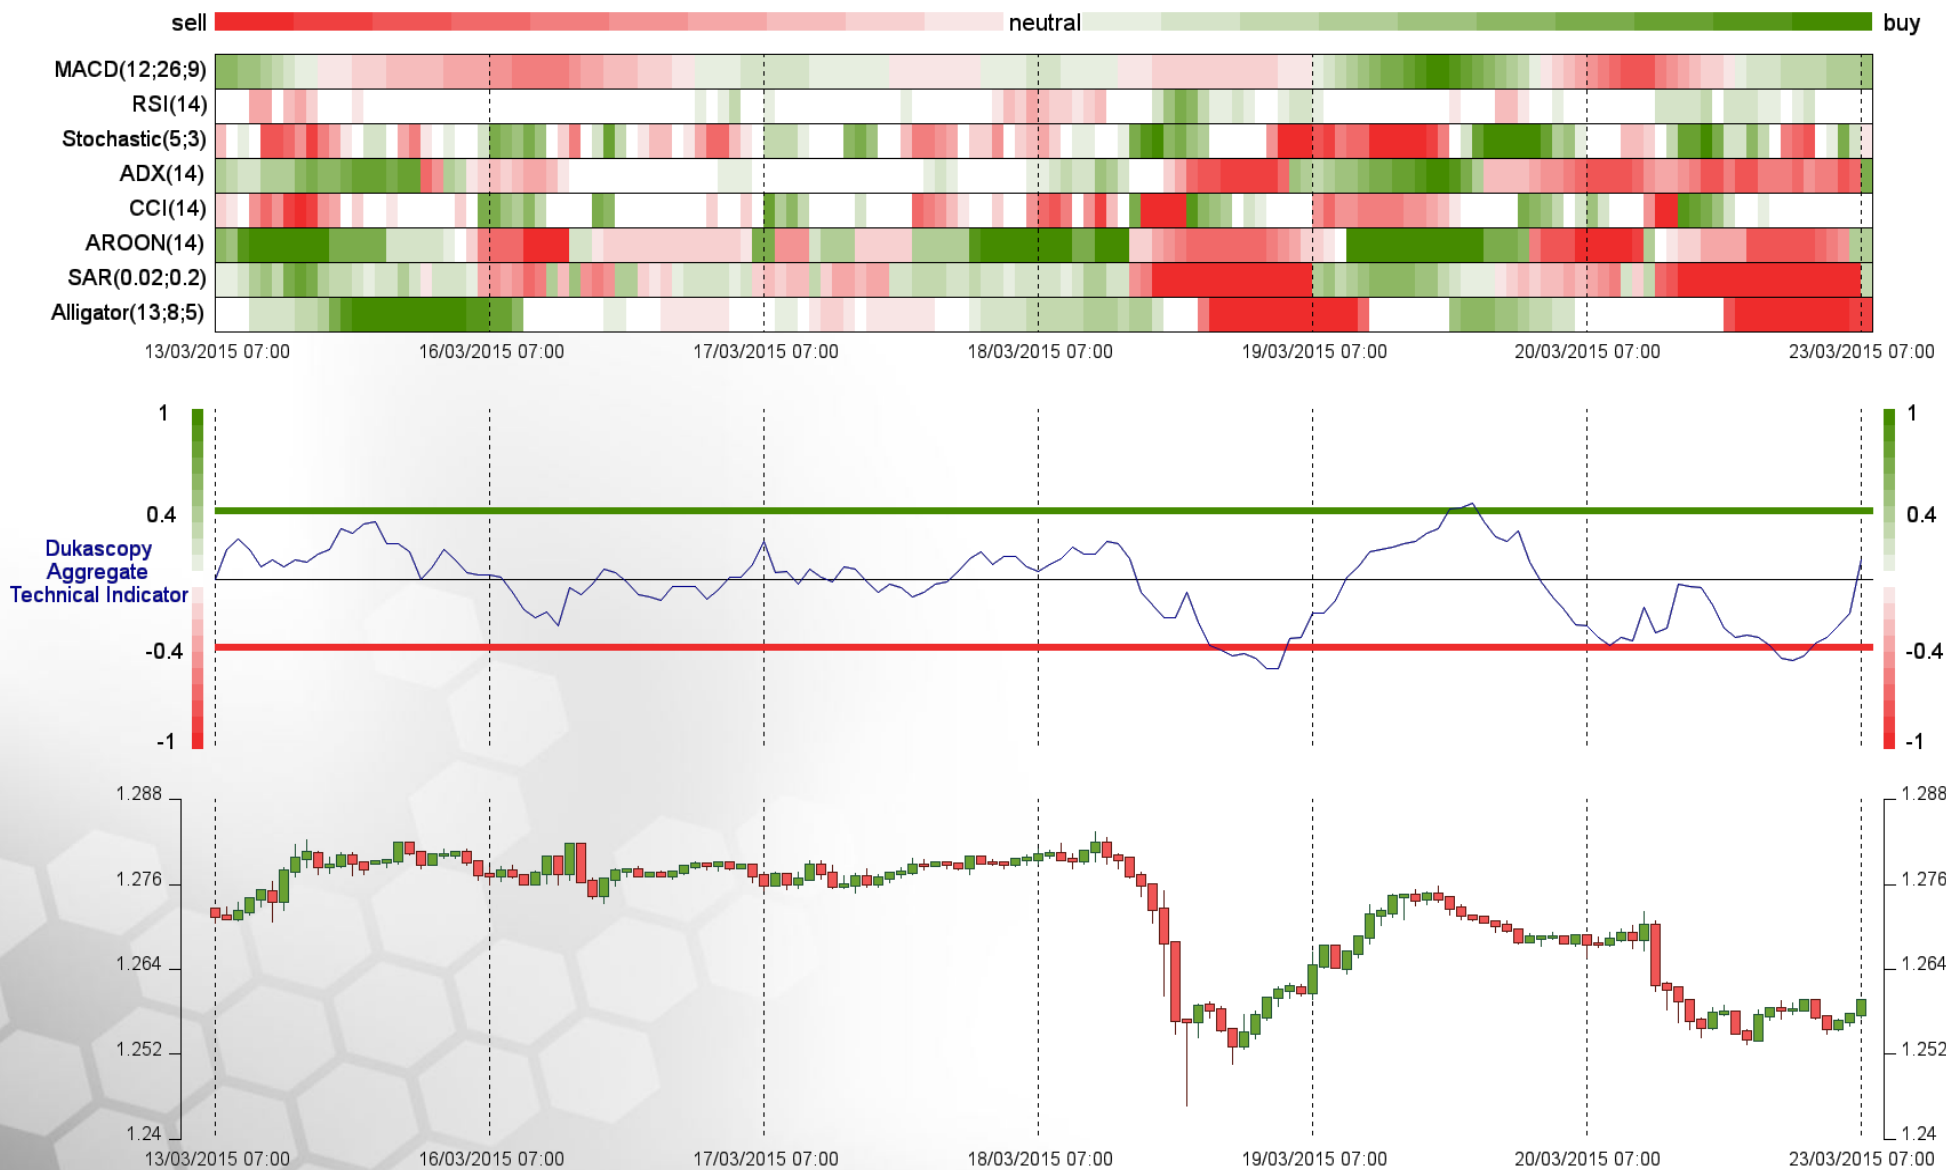 sell neutral buy
MACD(12;26;9)
RSI(14)
Stochastic(5;3)
ADX(14)
CCI(14)
AROON(14)
SAR(0.02;0.2)
Alligator(13;8;5)
13/03/2015 07:00 16/03/2015 07:00 17/03/2015 07:00 18/03/2015 07:00 19/03/2015 07:00 20/03/2015 07:00 23/03/2015 07:00
1 1
0.4 0.4
Dukascopy
Aggregate
Technical Indicator
-0.4 -0.4
-1 -1
1.288 1.288
1.276 1.276
1.264 1.264
1.252 1.252
1.24 1.24
13/03/2015 07:00 16/03/2015 07:00 17/03/2015 07:00 18/03/2015 07:00 19/03/2015 07:00 20/03/2015 07:00 23/03/2015 07:00